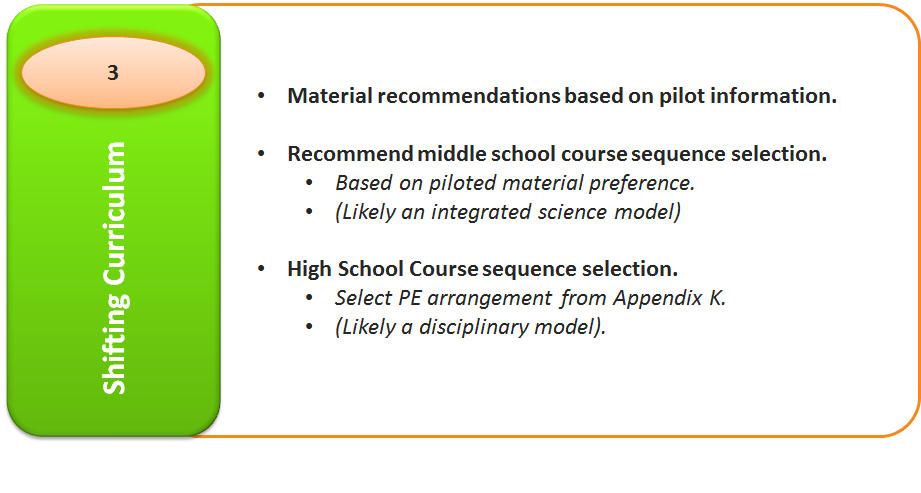 3
Shifting Curriculum
• Material recommendations based on pilot information.
• Recommend middle school course sequence selection.
• Based on piloted material preference.
• (Likely an integrated science model)
• High School Course sequence selection.
• Select PE arrangement from Appendix K.
• (Likely a disciplinary model).